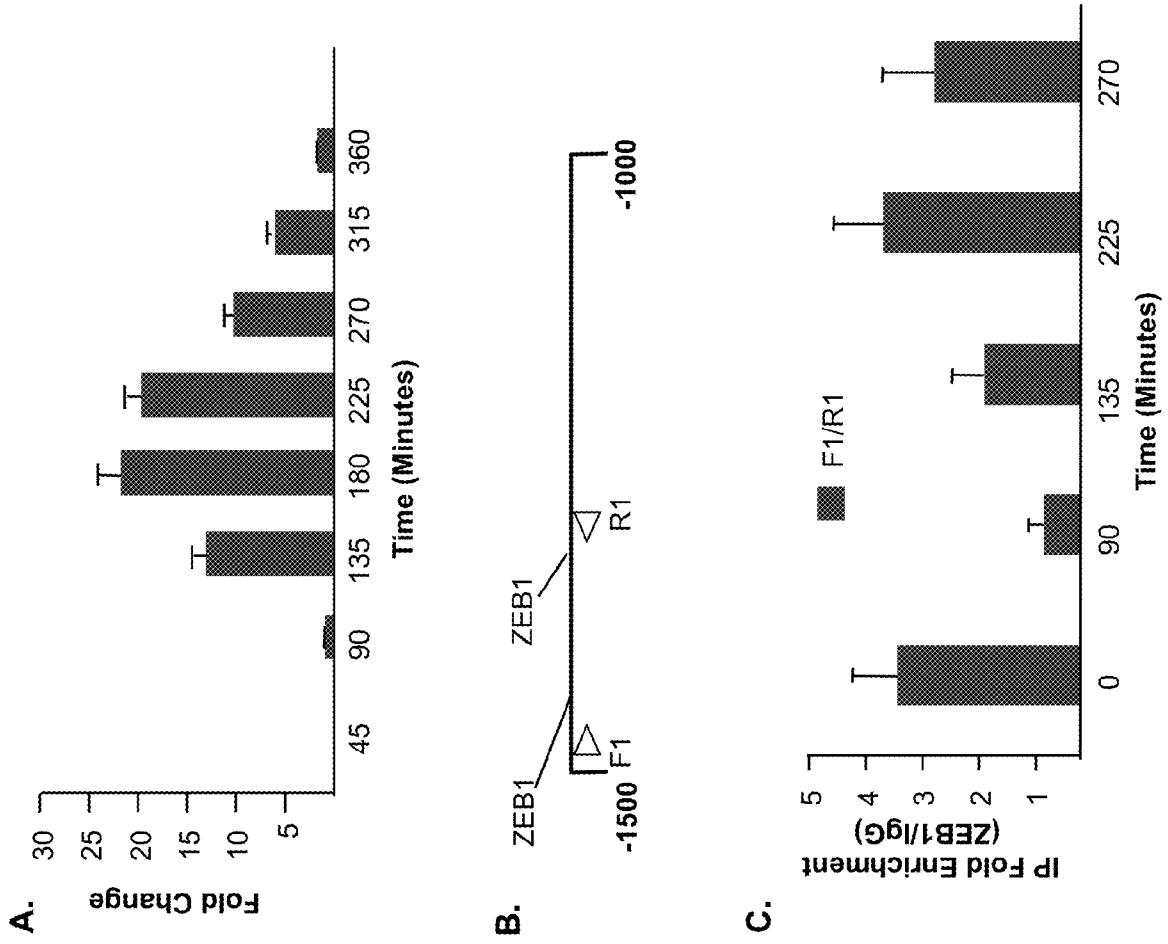 A.
Fold Change
30
25
20
15
10
5
45 90 135 180 225 270 315 360
Time (Minutes)
B.
ZEB1 ZEB1
F1 R1
-1500 -1000
C.
IP Fold Enrichment
(ZEB1/IgG)
5
4
3
2
1
F1/R1
0 90 135 225 270
Time (Minutes)